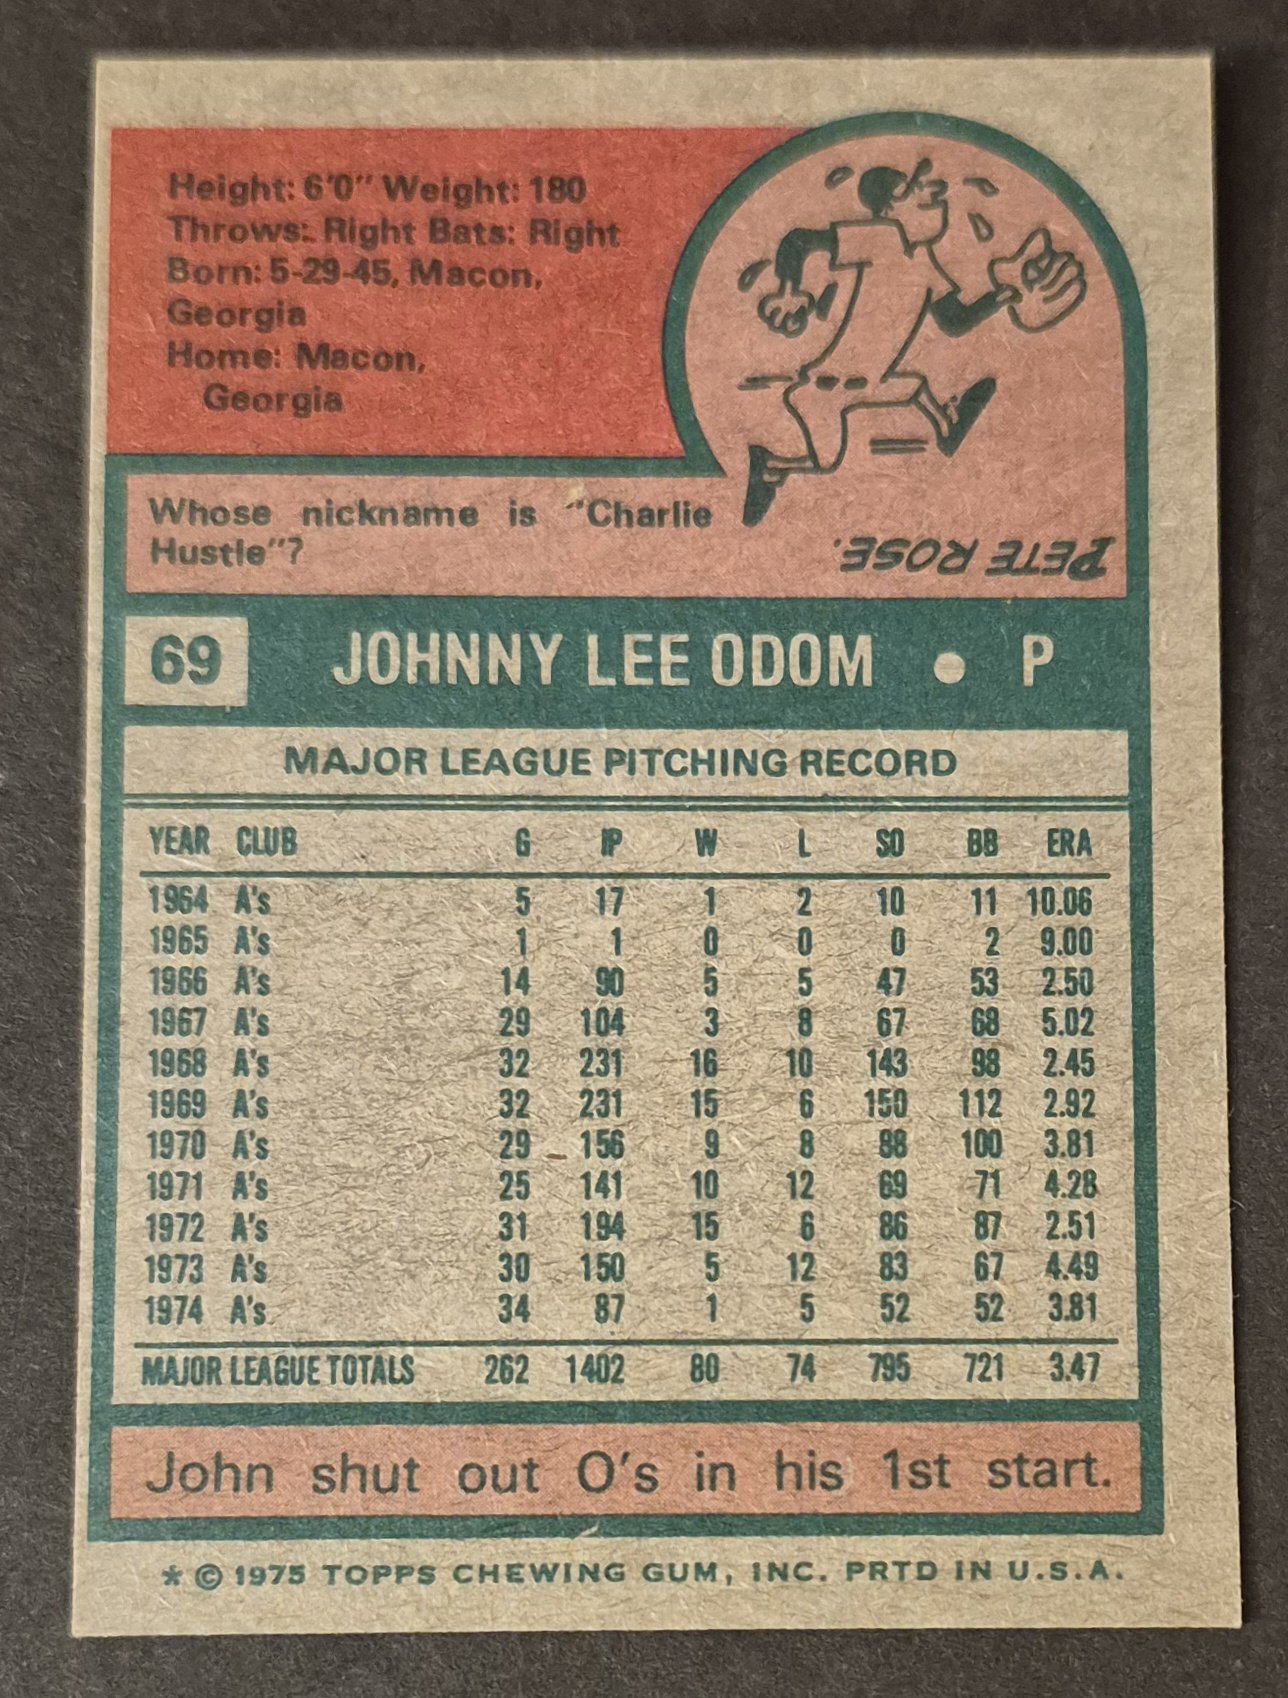 Height: 6'0" Weight: 180
Throws: Right Bats: Right
Born: 5-29-45, Macon,
Georgia
Home: Macon,
Georgia
Whose nickname is "Charlie
Hustle"?
PETE ROSE.
69 JOHNNY LEE ODOM • P
MAJOR LEAGUE PITCHING RECORD
YEAR CLUB G IP W L SO BB ERA
1964 A's 5 17 1 2 10 11 10.06
1965 A's 1 1 0 0 0 2 9.00
1966 A's 14 90 5 5 47 53 2.50
1967 A's 29 104 3 8 67 68 5.02
1968 A's 32 231 16 10 143 98 2.45
1969 A's 32 231 15 6 150 112 2.92
1970 A's 29 156 9 8 88 100 3.81
1971 A's 25 141 10 12 69 71 4.28
1972 A's 31 194 15 6 86 87 2.51
1973 A's 30 150 5 12 83 67 4.49
1974 A's 34 87 1 5 52 52 3.81
MAJOR LEAGUE TOTALS 262 1402 80 74 795 721 3.47
John shut out O's in his 1st start.
* © 1975 TOPPS CHEWING GUM, INC. PRTD IN U.S.A.